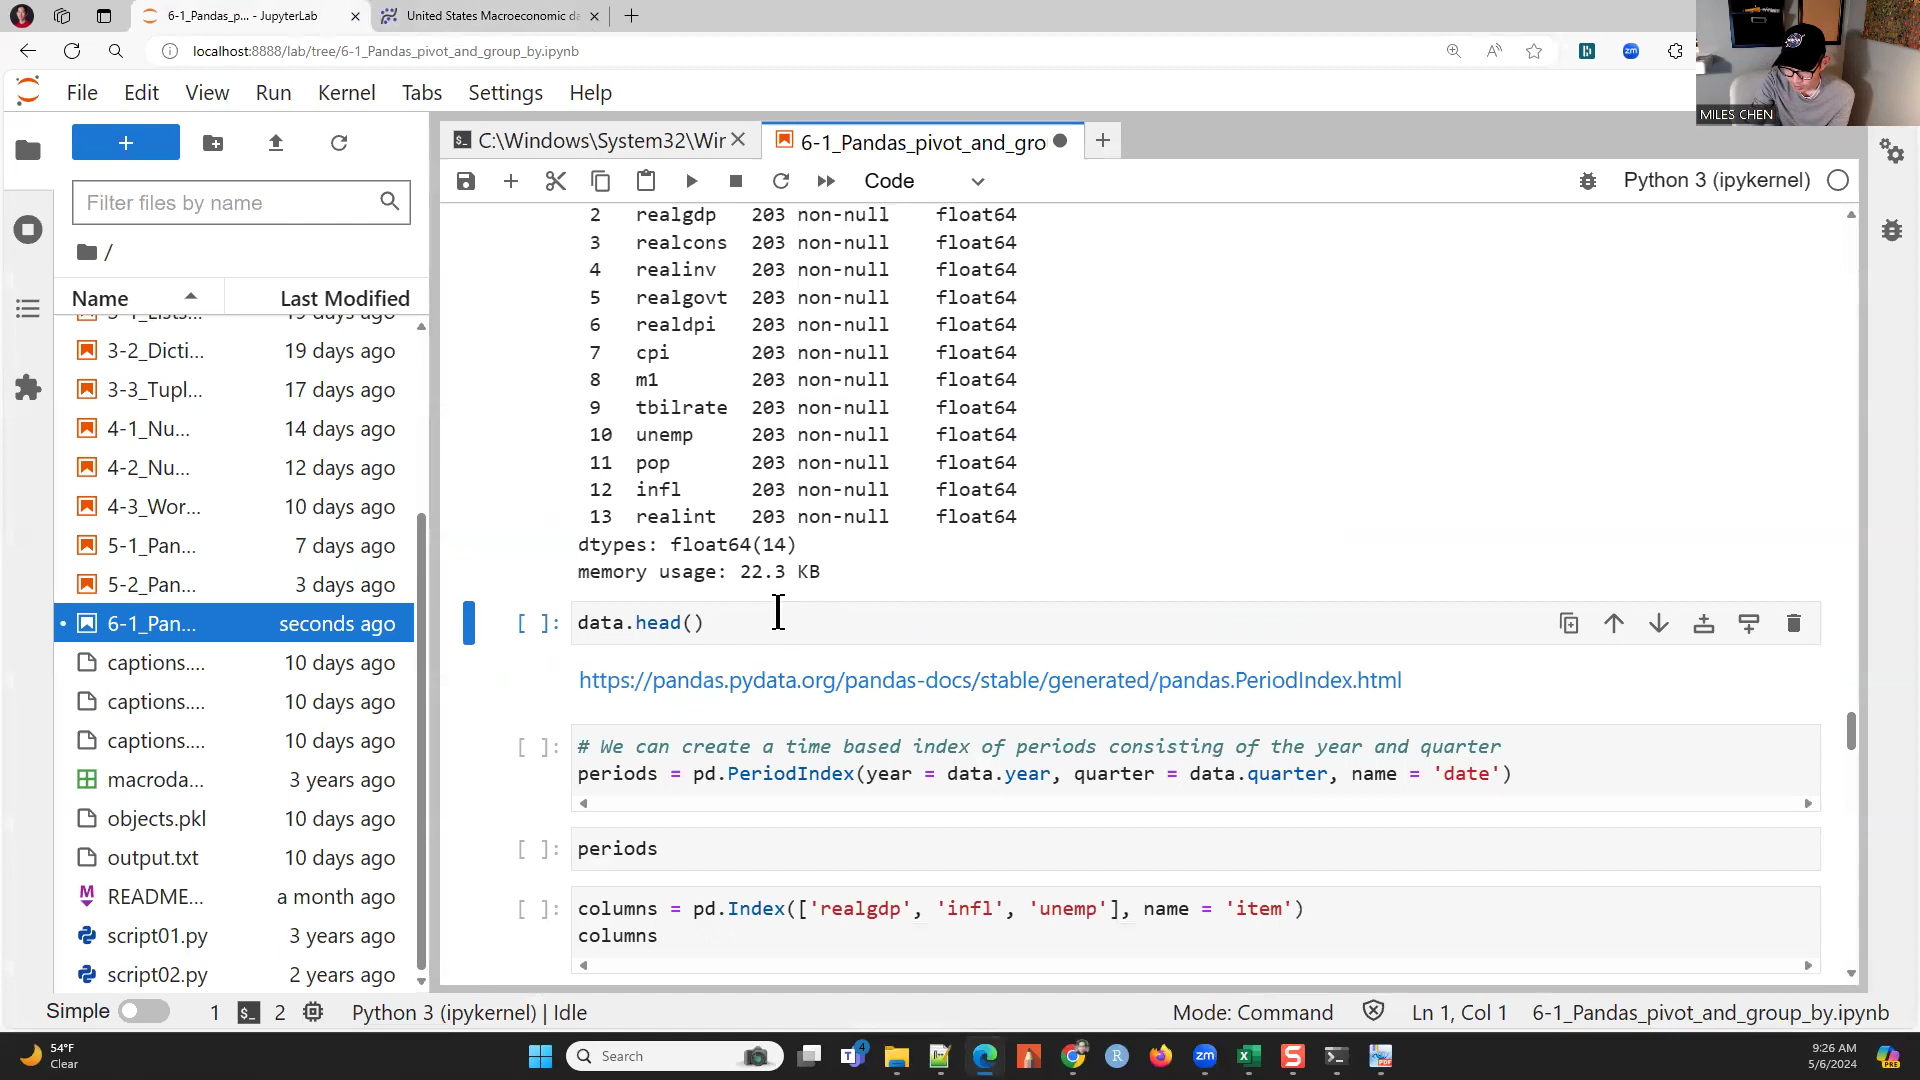 6-1_Pandas_p... - JupyterLab
United States Macroeconomic da
localhost:8888/lab/tree/6-1_Pandas_pivot_and_group_by.ipynb
MILES CHEN
File Edit View Run Kernel Tabs Settings Help
C:\Windows\System32\Wir
6-1_Pandas_pivot_and_gro
Code
Python 3 (ipykernel)
Filter files by name
/
Name Last Modified
3-1_Lists... 19 days ago
3-2_Dicti... 19 days ago
3-3_Tupl... 17 days ago
4-1_Nu... 14 days ago
4-2_Nu... 12 days ago
4-3_Wor... 10 days ago
5-1_Pan... 7 days ago
5-2_Pan... 3 days ago
6-1_Pan... seconds ago
captions.... 10 days ago
captions.... 10 days ago
captions.... 10 days ago
macroda... 3 years ago
objects.pkl 10 days ago
output.txt 10 days ago
README... a month ago
script01.py 3 years ago
script02.py 2 years ago
2 realgdp 203 non-null float64
3 realcons 203 non-null float64
4 realinv 203 non-null float64
5 realgovt 203 non-null float64
6 realdpi 203 non-null float64
7 cpi 203 non-null float64
8 m1 203 non-null float64
9 tbilrate 203 non-null float64
10 unemp 203 non-null float64
11 pop 203 non-null float64
12 infl 203 non-null float64
13 realint 203 non-null float64
dtypes: float64(14)
memory usage: 22.3 KB
[ ]: data.head()
https://pandas.pydata.org/pandas-docs/stable/generated/pandas.PeriodIndex.html
[ ]: # We can create a time based index of periods consisting of the year and quarter
periods = pd.PeriodIndex(year = data.year, quarter = data.quarter, name = 'date')
[ ]: periods
[ ]: columns = pd.Index(['realgdp', 'infl', 'unemp'], name = 'item')
columns
Simple 1 2 Python 3 (ipykernel) | Idle
Mode: Command Ln 1, Col 1 6-1_Pandas_pivot_and_group_by.ipynb
54°F
Clear
Search
4
zm
9:26 AM
5/6/2024